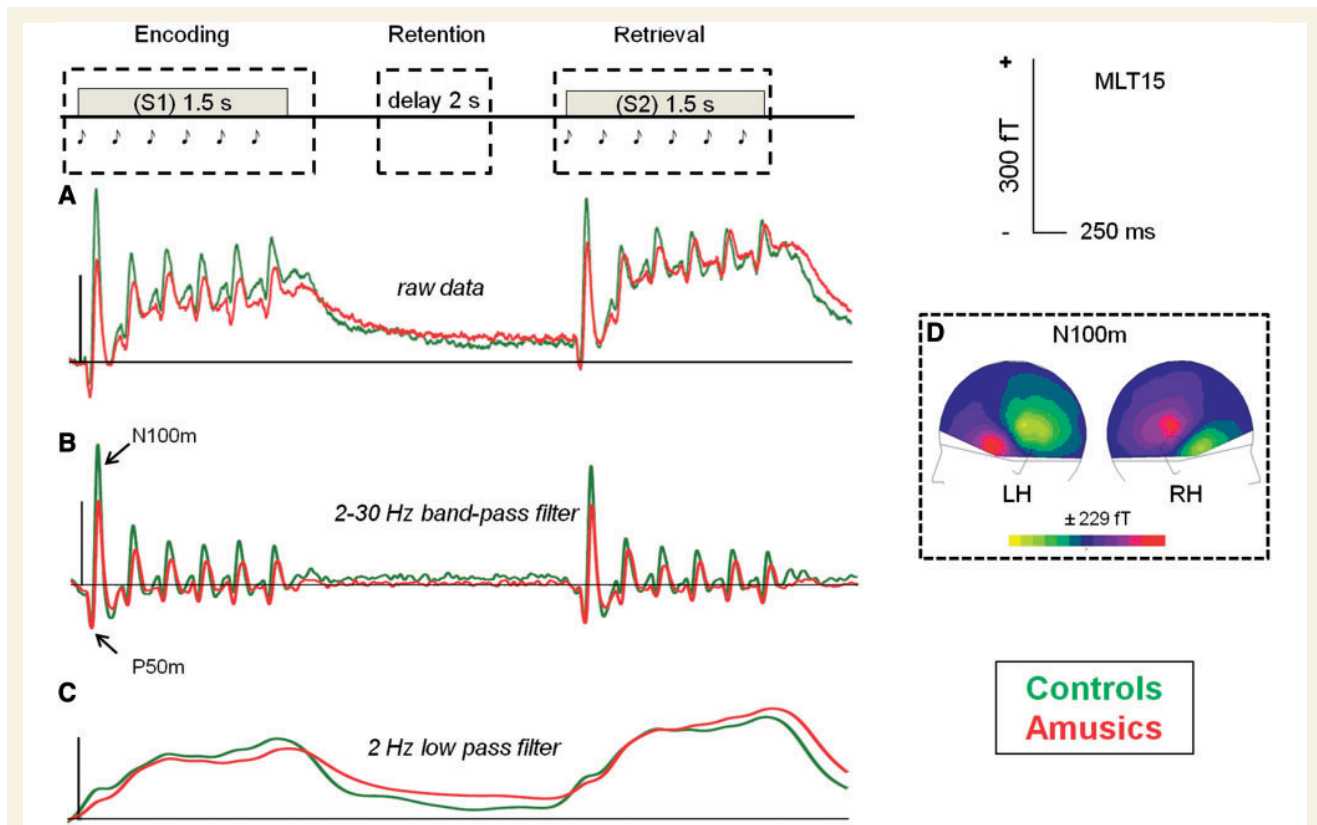 Encoding Retention Retrieval
(S1) 1.5 s delay 2 s (S2) 1.5 s
+
300 fT
-
250 ms
MLT15
A
raw data
B
N100m
2-30 Hz band-pass filter
P50m
C
2 Hz low pass filter
D N100m
LH RH
± 229 fT
Controls
Amusics